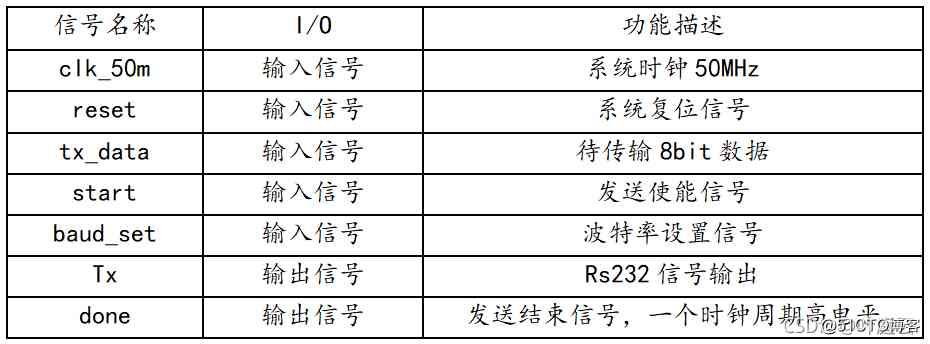 信号名称 I/O 功能描述
clk_50m 输入信号 系统时钟 50MHz
reset 输入信号 系统复位信号
tx_data 输入信号 待传输 8bit 数据
start 输入信号 发送使能信号
baud_set 输入信号 波特率设置信号
Tx 输出信号 Rs232 信号输出
done 输出信号 发送结束信号，一个时钟周期高电平
@51CTO博客